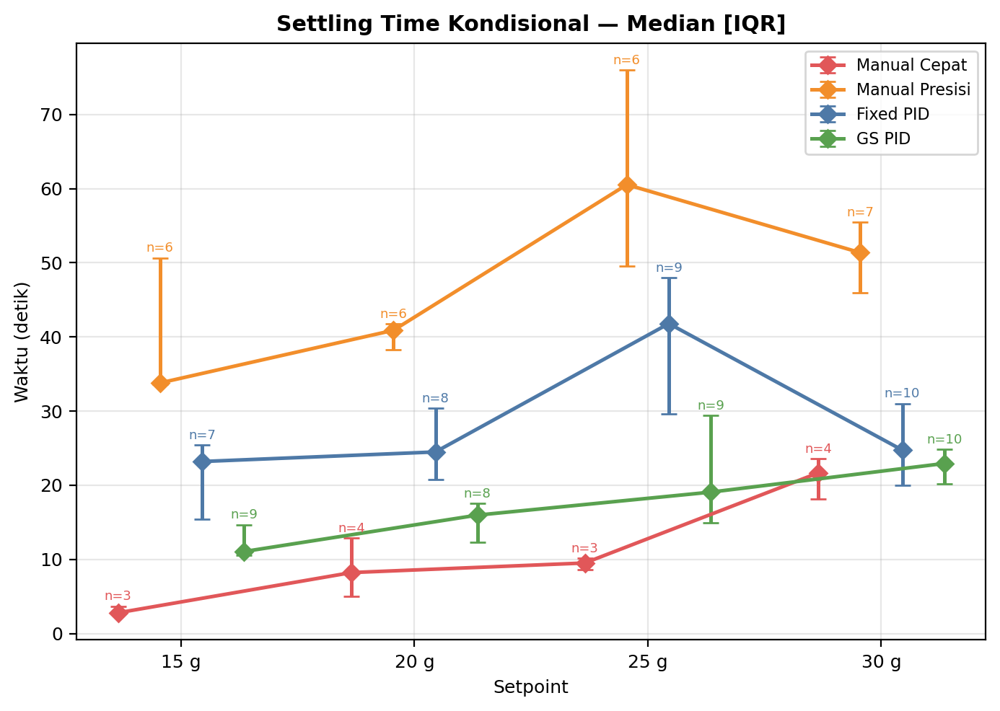 Settling Time Kondisional — Median [IQR]
Manual Cepat
Manual Presisi
Fixed PID
GS PID
n=6
n=6
n=6
n=7
n=7
n=8
n=9
n=10
n=9
n=8
n=9
n=10
n=3
n=4
n=3
n=4
Waktu (detik)
70
60
50
40
30
20
10
0
15 g
20 g
25 g
30 g
Setpoint